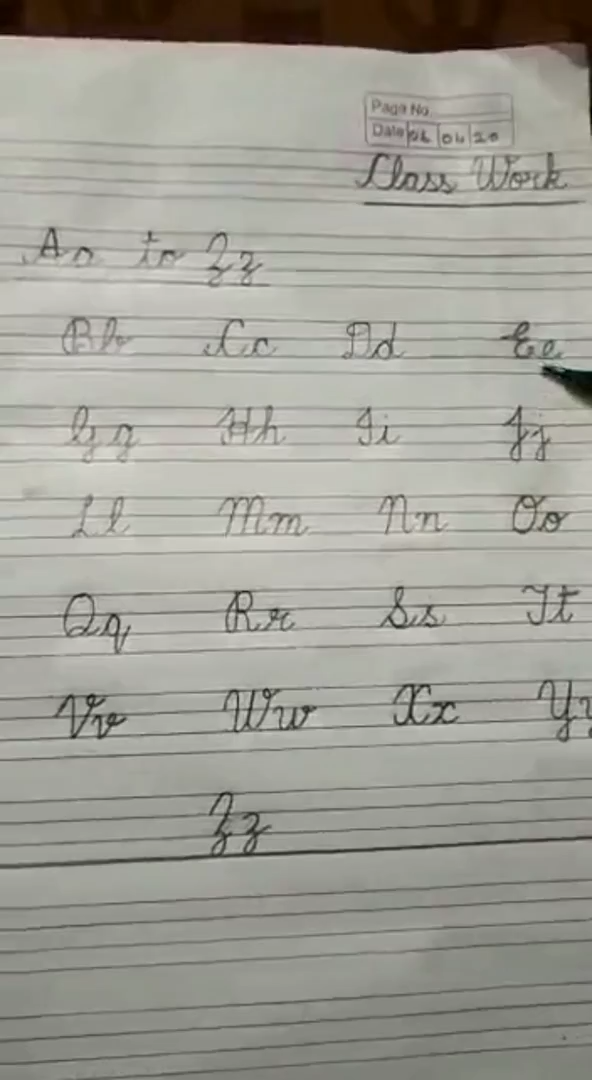 Page No.
Date 06 04 20
Class Work
Aa to Zz
Bb Cc Dd Ee
Gg Hh Ii Jj
Ll Mm Nn Oo
Qq Rr Ss Tt
Vv Ww Xx Yy
Zz